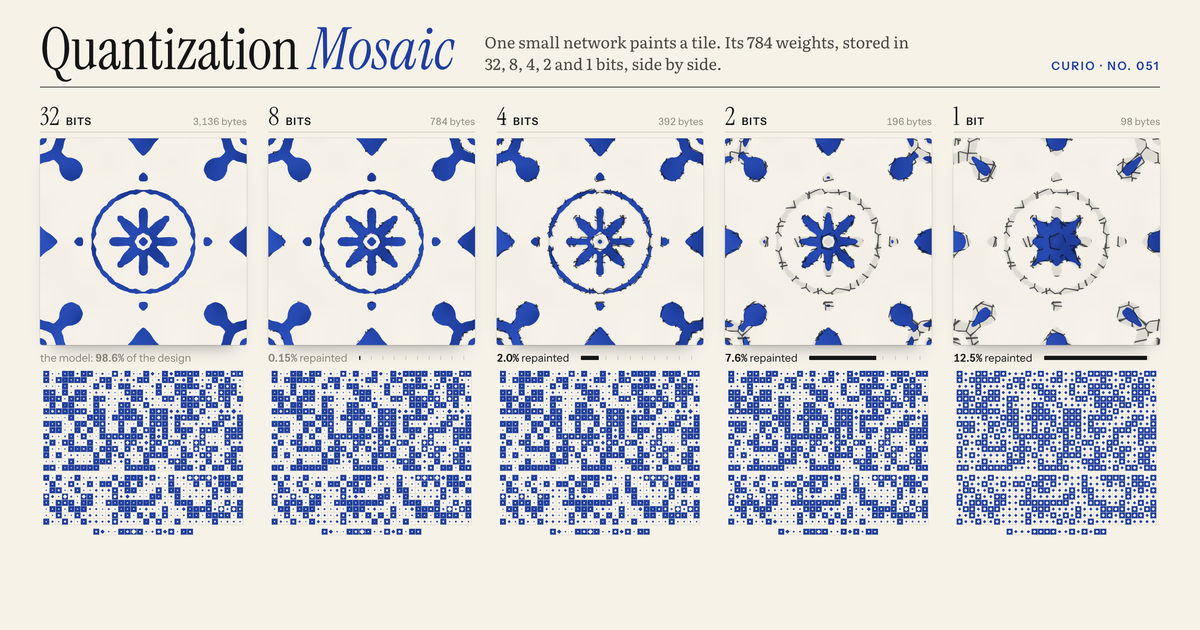 Quantization Mosaic
One small network paints a tile. Its 784 weights, stored in
32, 8, 4, 2 and 1 bits, side by side.
CURIO · NO. 051
32 BITS 3,136 bytes
8 BITS 784 bytes
4 BITS 392 bytes
2 BITS 196 bytes
1 BIT 98 bytes
the model: 98.6% of the design
0.15% repainted
2.0% repainted
7.6% repainted
12.5% repainted